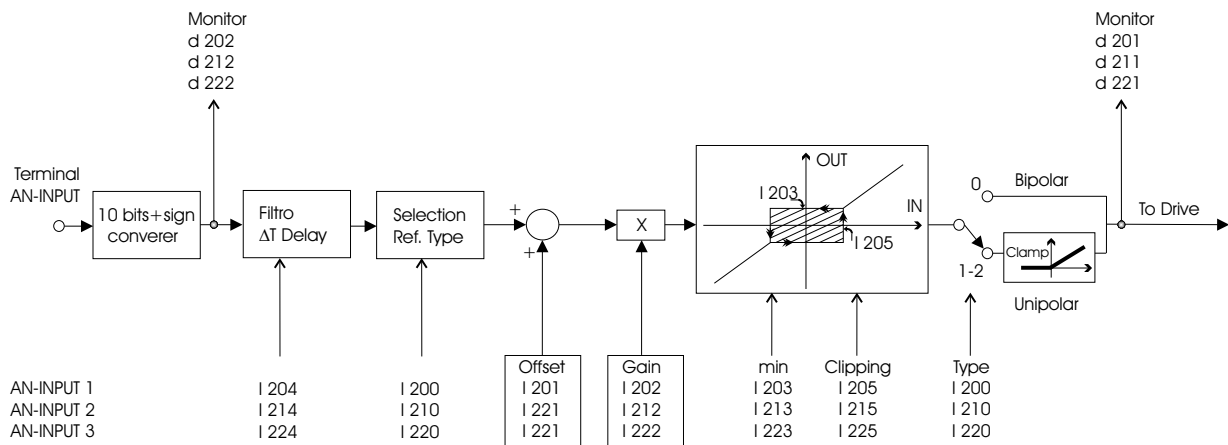 Monitor
d 202
d 212
d 222
Monitor
d 201
d 211
d 221
Terminal
AN-INPUT
10 bits+sign
converer
Filtro
ΔT Delay
Selection
Ref. Type
+
+
X
OUT
I 203
IN
I 205
0
Bipolar
1-2
Clamp
Unipolar
To Drive
Offset
Gain
min
Clipping
Type
AN-INPUT 1
I 204
I 200
I 201
I 202
I 203
I 205
I 200
AN-INPUT 2
I 214
I 210
I 221
I 212
I 213
I 215
I 210
AN-INPUT 3
I 224
I 220
I 221
I 222
I 223
I 225
I 220